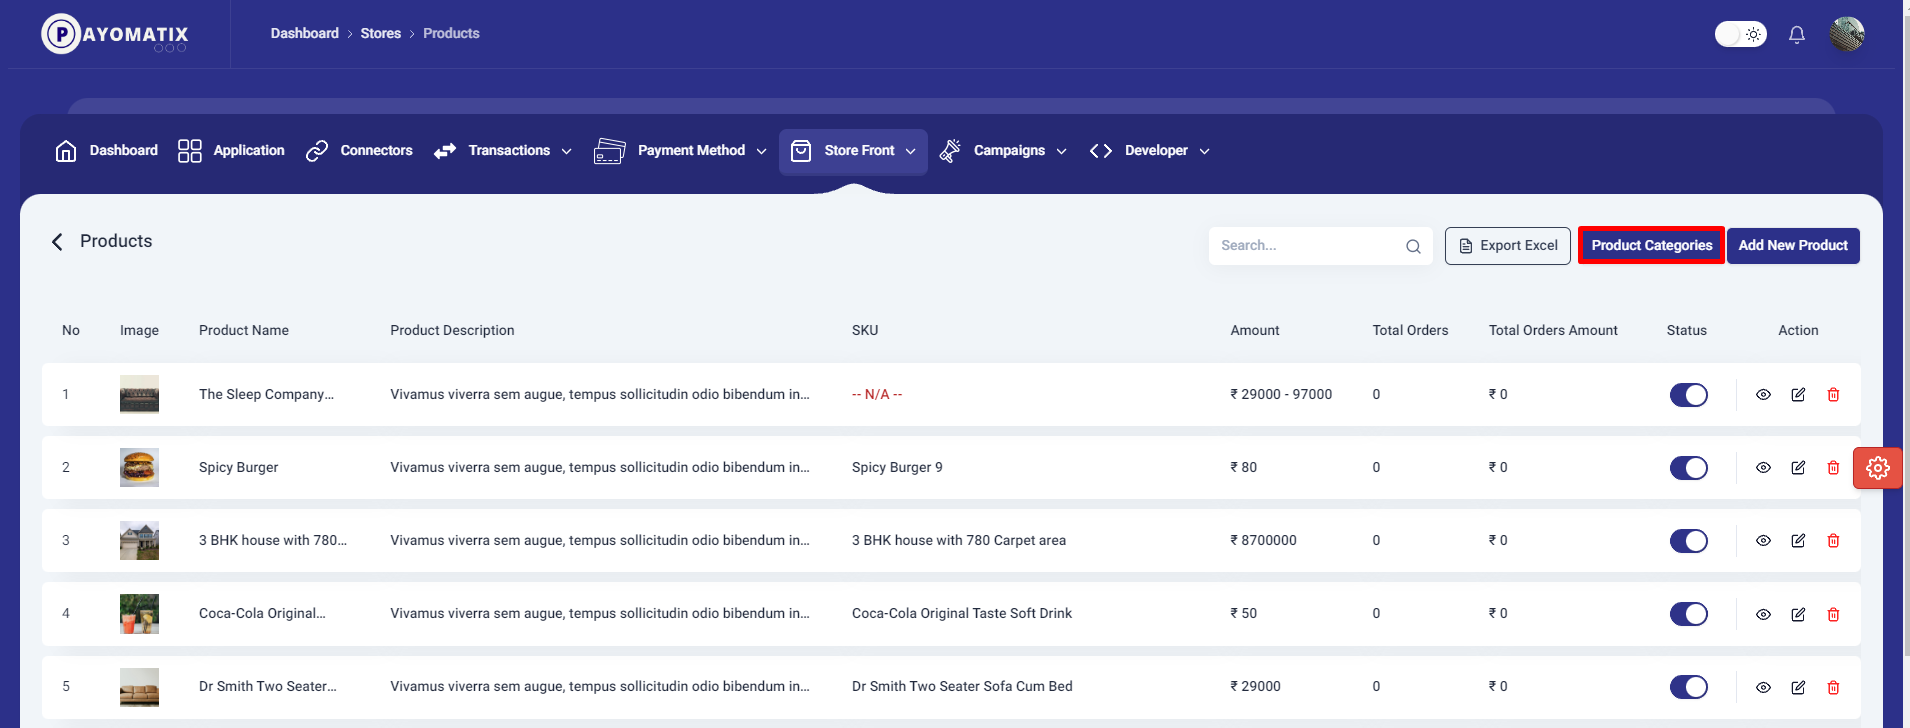 PAYOMATIX
Dashboard > Stores > Products
Dashboard Application Connectors Transactions Payment Method Store Front Campaigns Developer
Products
Search... Export Excel Product Categories Add New Product
No Image Product Name Product Description SKU Amount Total Orders Total Orders Amount Status Action
1 The Sleep Company... Vivamus viverra sem augue, tempus sollicitudin odio bibendum in... -- N/A -- ₹ 29000 - 97000 0 ₹ 0
2 Spicy Burger Vivamus viverra sem augue, tempus sollicitudin odio bibendum in... Spicy Burger 9 ₹ 80 0 ₹ 0
3 3 BHK house with 780... Vivamus viverra sem augue, tempus sollicitudin odio bibendum in... 3 BHK house with 780 Carpet area ₹ 8700000 0 ₹ 0
4 Coca-Cola Original... Vivamus viverra sem augue, tempus sollicitudin odio bibendum in... Coca-Cola Original Taste Soft Drink ₹ 50 0 ₹ 0
5 Dr Smith Two Seater... Vivamus viverra sem augue, tempus sollicitudin odio bibendum in... Dr Smith Two Seater Sofa Cum Bed ₹ 29000 0 ₹ 0